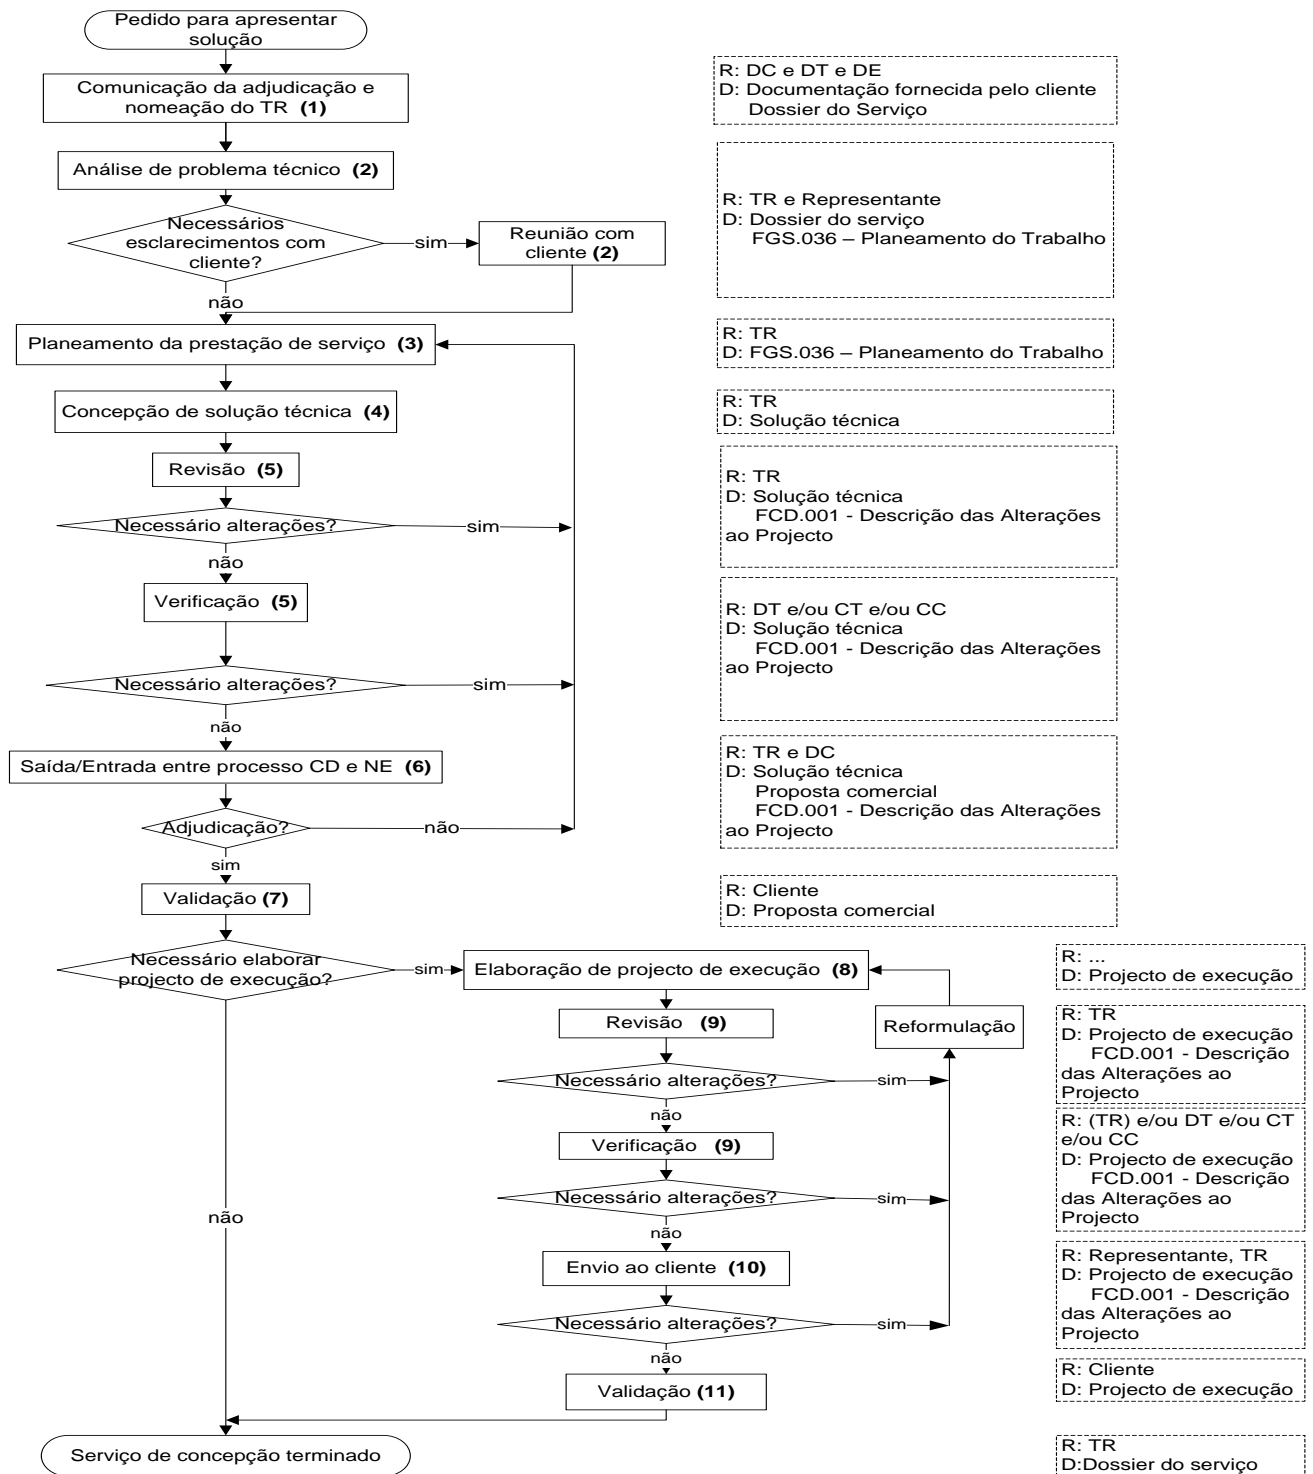 Pedido para apresentar
solução
Comunicação da adjudicação e
nomeação do TR (1)
R: DC e DT e DE
D: Documentação fornecida pelo cliente
Dossier do Serviço
Análise de problema técnico (2)
Necessários
esclarecimentos com
cliente?
sim
Reunião com
cliente (2)
não
R: TR e Representante
D: Dossier do serviço
FGS.036 – Planeamento do Trabalho
Planeamento da prestação de serviço (3)
R: TR
D: FGS.036 – Planeamento do Trabalho
Concepção de solução técnica (4)
R: TR
D: Solução técnica
Revisão (5)
Necessário alterações?
sim
não
R: TR
D: Solução técnica
FCD.001 - Descrição das Alterações
ao Projecto
Verificação (5)
Necessário alterações?
sim
não
R: DT e/ou CT e/ou CC
D: Solução técnica
FCD.001 - Descrição das Alterações
ao Projecto
Saída/Entrada entre processo CD e NE (6)
Adjudicação?
não
sim
R: TR e DC
D: Solução técnica
Proposta comercial
FCD.001 - Descrição das Alterações
ao Projecto
Validação (7)
R: Cliente
D: Proposta comercial
Necessário elaborar
projecto de execução?
sim
não
Elaboração de projecto de execução (8)
R: ...
D: Projecto de execução
Revisão (9)
Reformulação
Necessário alterações?
sim
não
R: TR
D: Projecto de execução
FCD.001 - Descrição
das Alterações ao
Projecto
Verificação (9)
Necessário alterações?
sim
não
R: (TR) e/ou DT e/ou CT
e/ou CC
D: Projecto de execução
FCD.001 - Descrição
das Alterações ao
Projecto
Envio ao cliente (10)
Necessário alterações?
sim
não
R: Representante, TR
D: Projecto de execução
FCD.001 - Descrição
das Alterações ao
Projecto
Validação (11)
R: Cliente
D: Projecto de execução
Serviço de concepção terminado
R: TR
D:Dossier do serviço